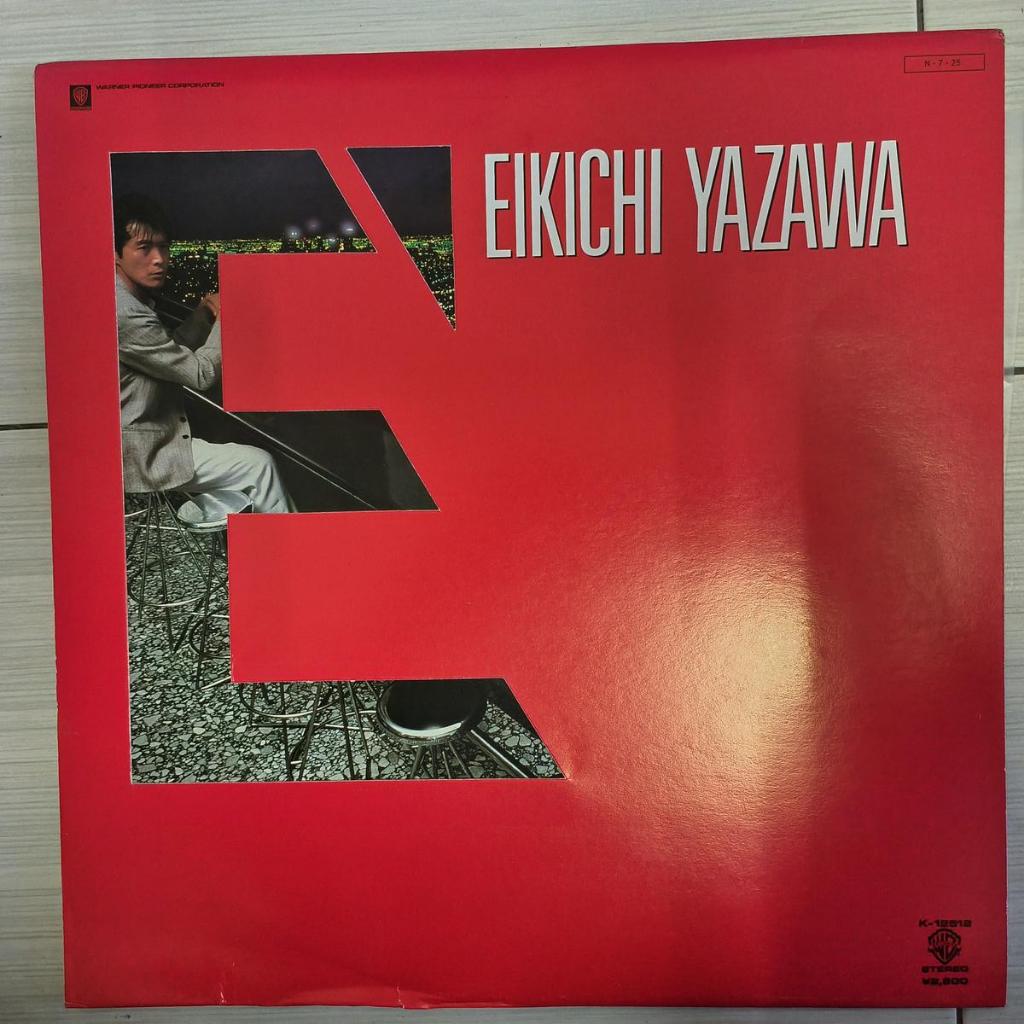 WARNER PIONEER CORPORATION
N-7-25
EIKICHI YAZAWA
E
K-12512
STEREO
¥2,800